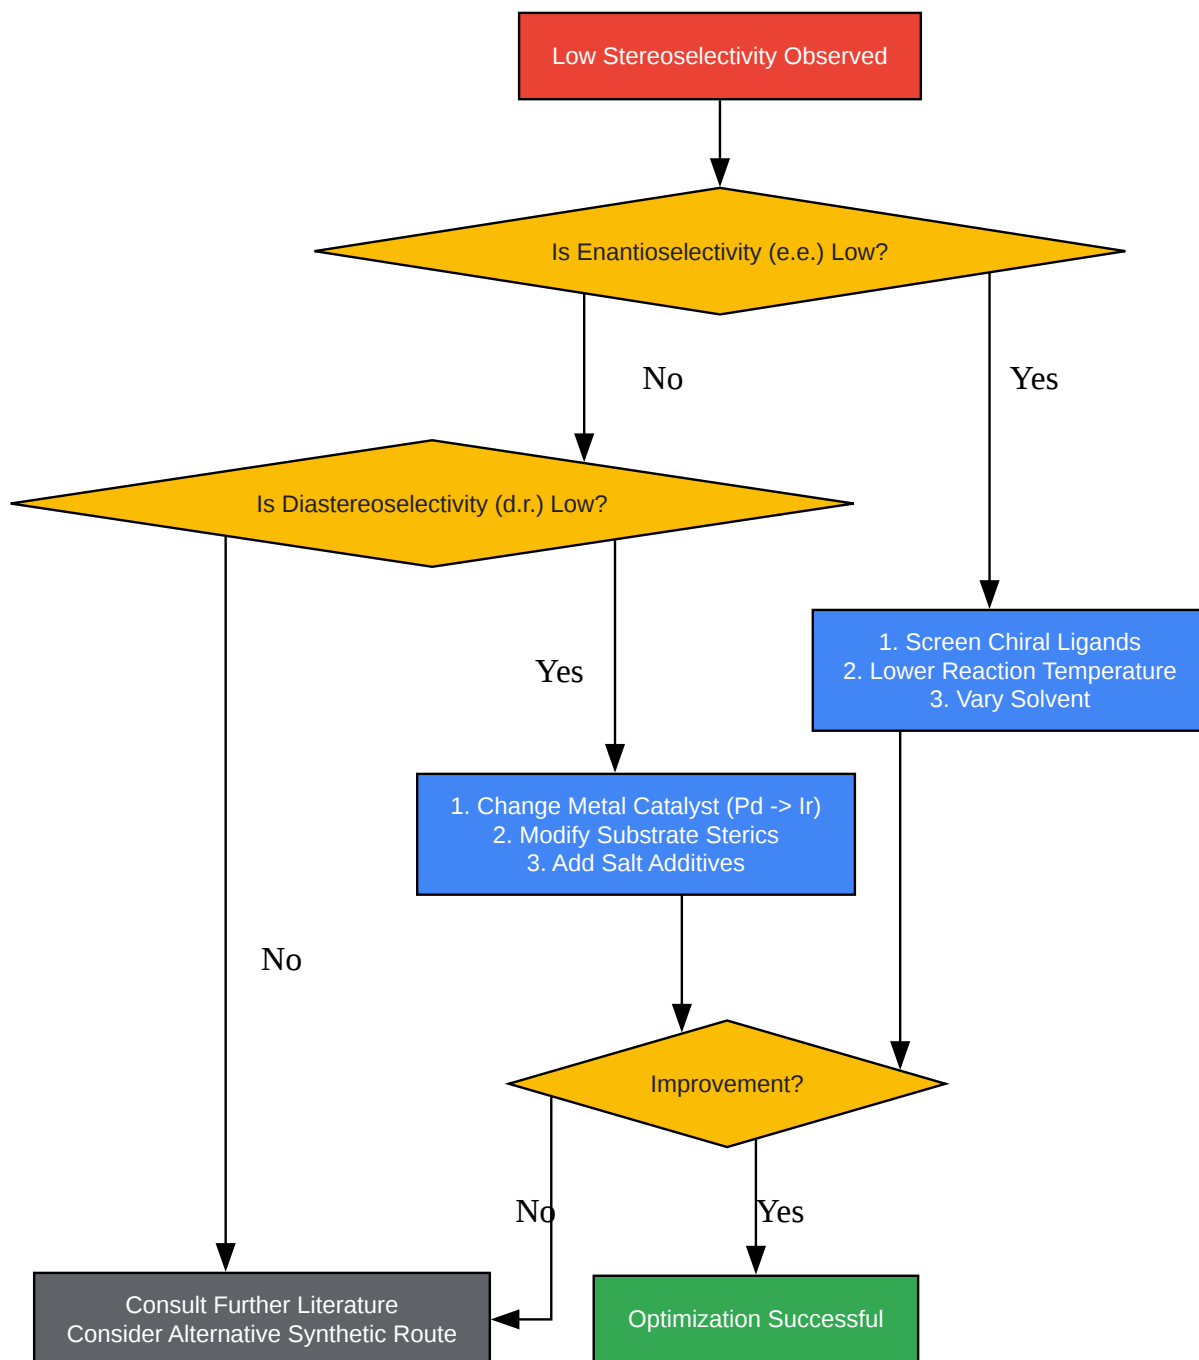 Low Stereoselectivity Observed
Is Enantioselectivity (e.e.) Low?
No
Yes
Is Diastereoselectivity (d.r.) Low?
1. Screen Chiral Ligands
2. Lower Reaction Temperature
3. Vary Solvent
Yes
1. Change Metal Catalyst (Pd -> Ir)
2. Modify Substrate Sterics
3. Add Salt Additives
No
Improvement?
No
Yes
Consult Further Literature
Consider Alternative Synthetic Route
Optimization Successful